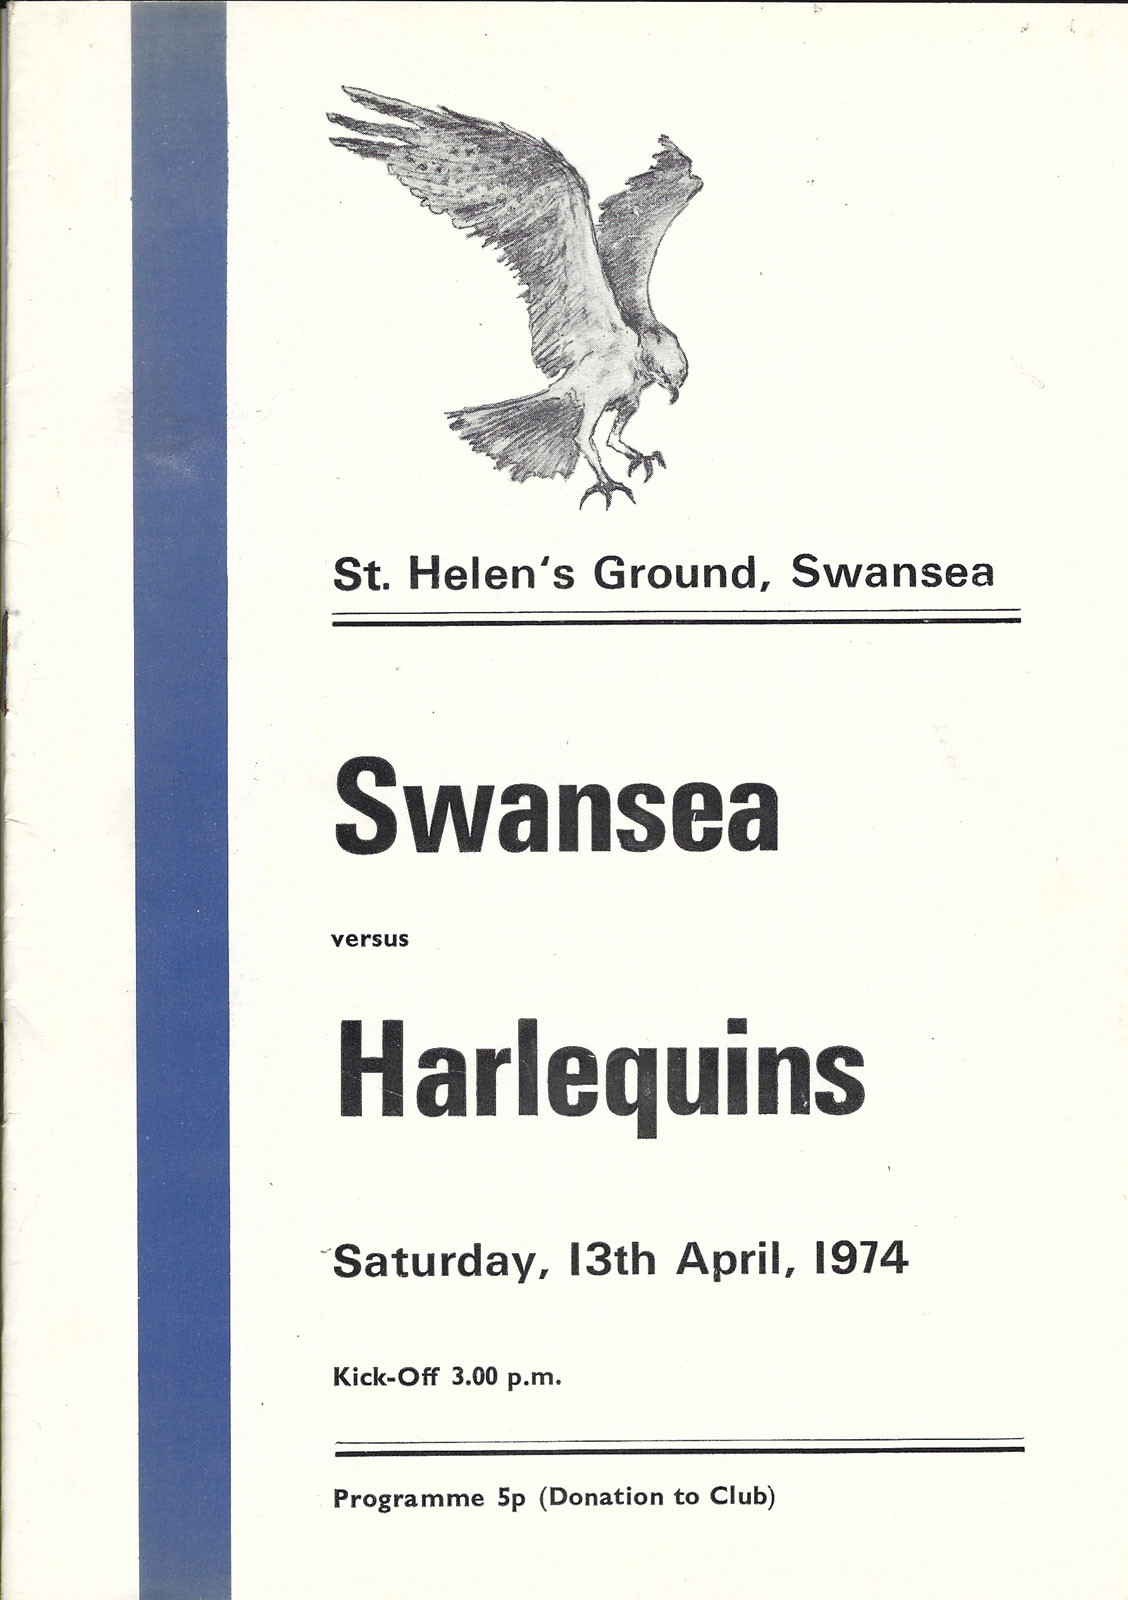 St. Helen‘s Ground, Swansea
Swansea
versus
Harlequins
Saturday, 13th April, 1974
Kick-Off 3.00 p.m.
Programme 5p (Donation to Club)